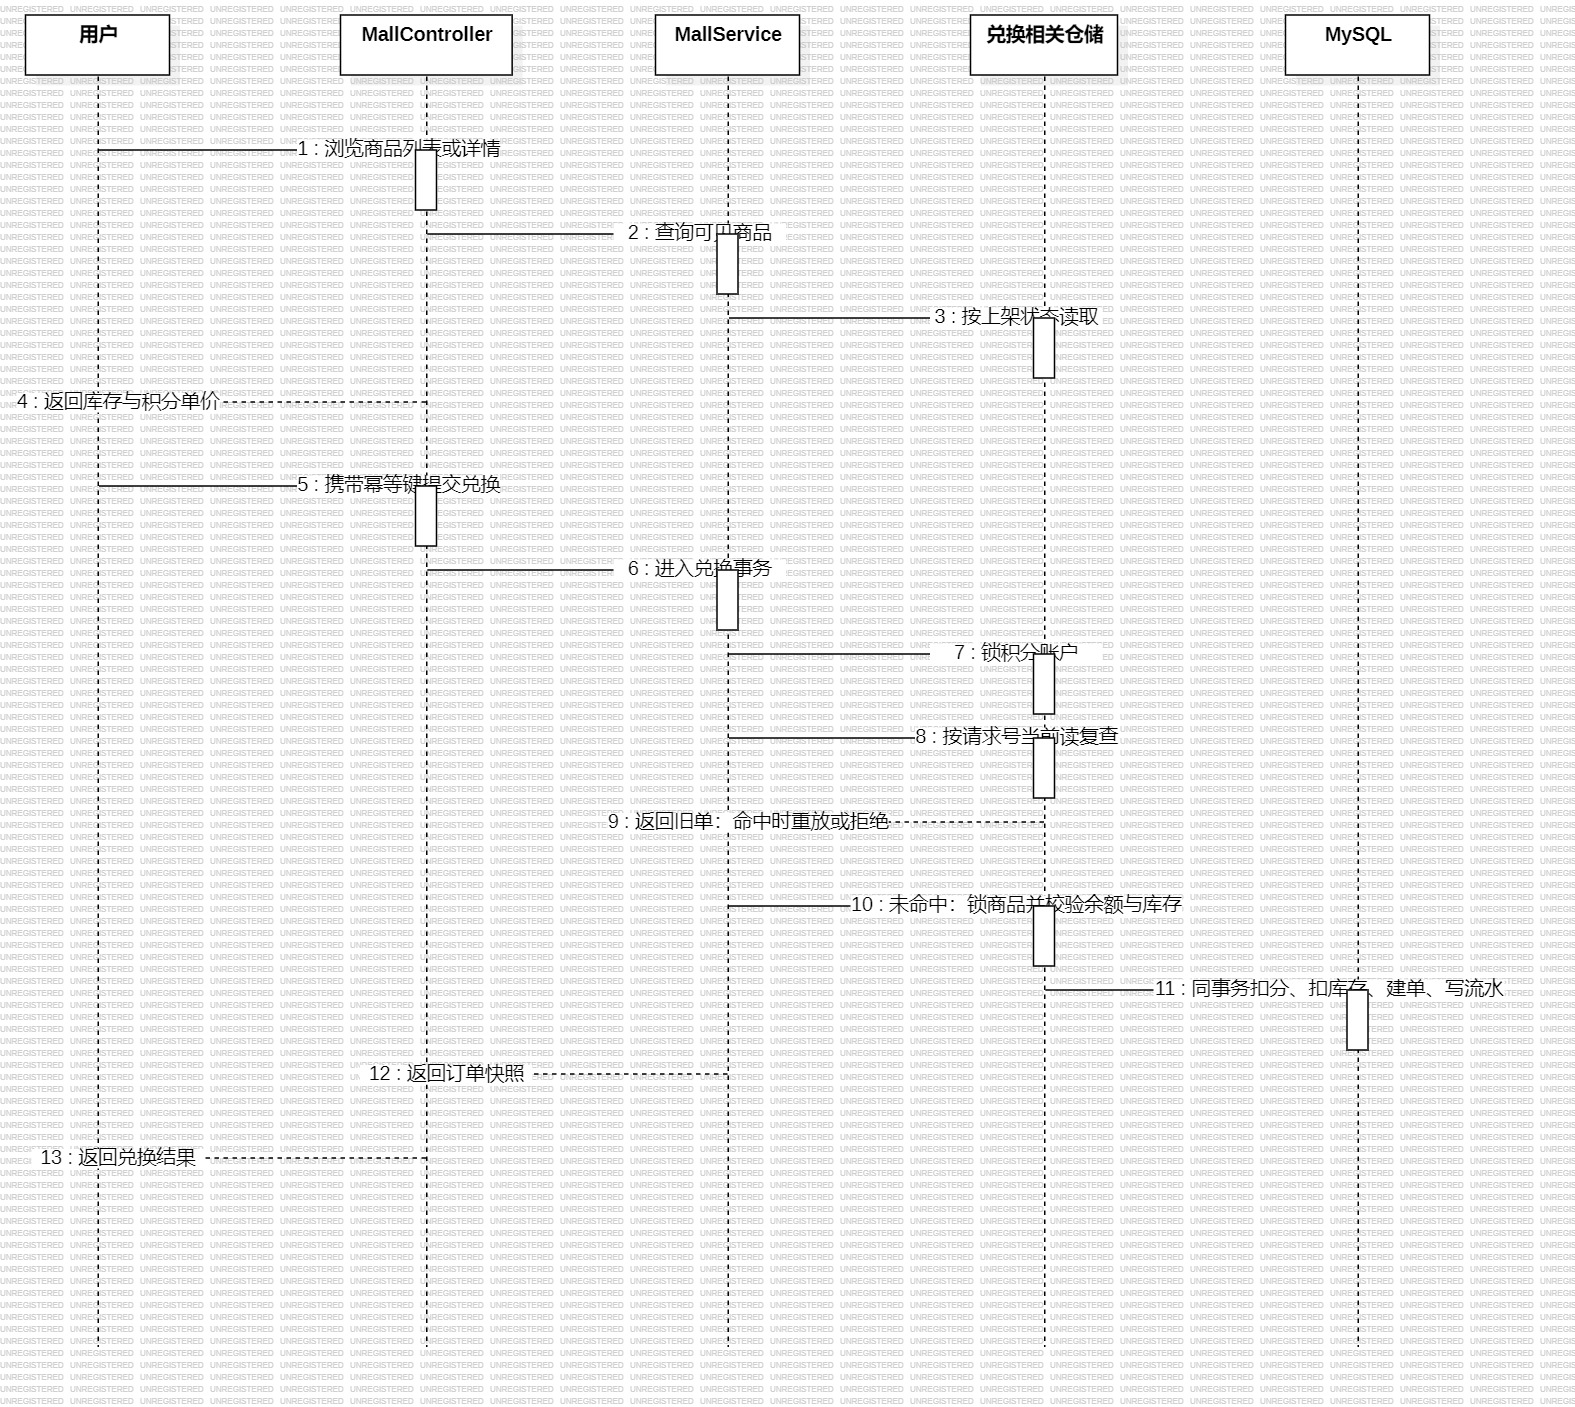 用户
MallController
MallService
兑换相关仓储
MySQL
1 : 浏览商品列表或详情
2 : 查询可见商品
3 : 按上架状态读取
4 : 返回库存与积分单价
5 : 携带幂等键提交兑换
6 : 进入兑换事务
7 : 锁积分账户
8 : 按请求号当前读复查
9 : 返回旧单：命中时重放或拒绝
10 : 未命中：锁商品并校验余额与库存
11 : 同事务扣分、扣库存、建单、写流水
12 : 返回订单快照
13 : 返回兑换结果
UNREGISTERED